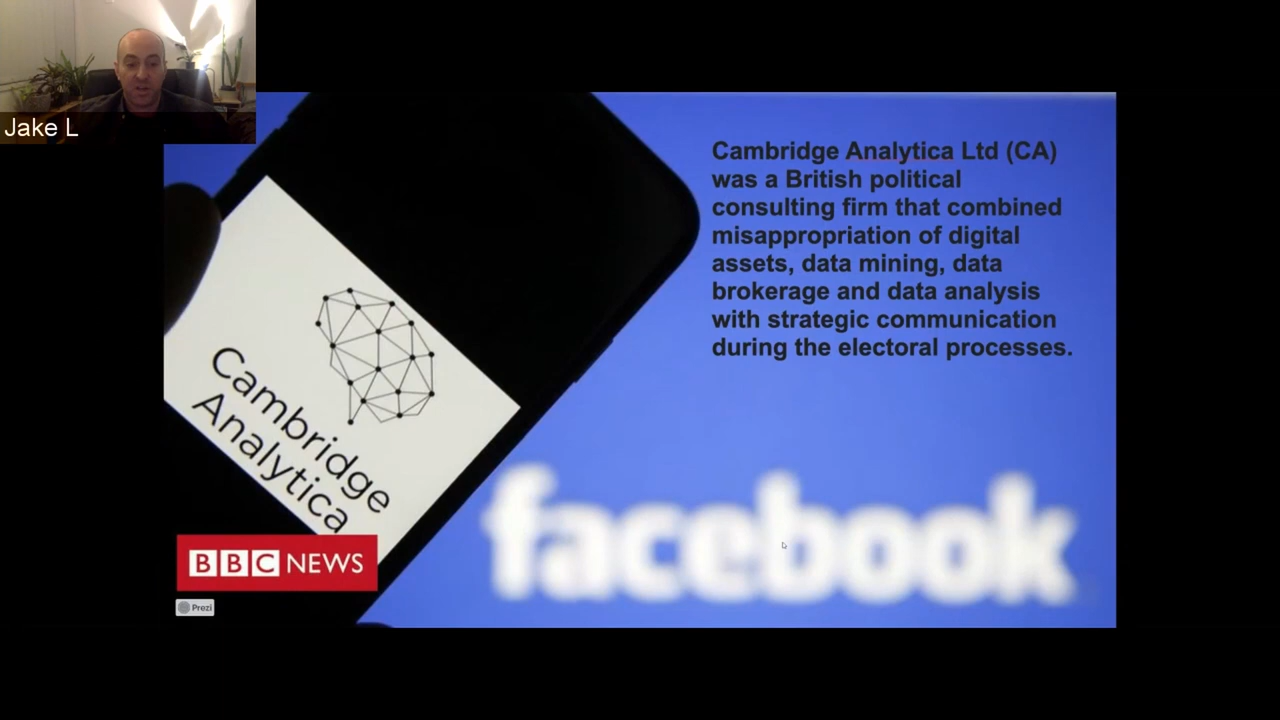 Jake L
Cambridge Analytica Ltd (CA)
was a British political
consulting firm that combined
misappropriation of digital
assets, data mining, data
brokerage and data analysis
with strategic communication
during the electoral processes.
Cambridge
Analytica
facebook
BBC NEWS
Prezi